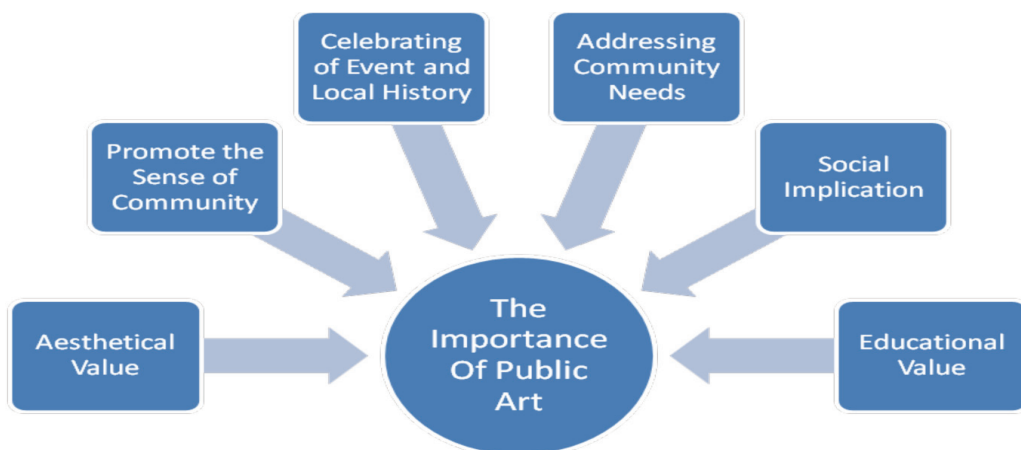 Celebrating
of Event and
Local History
Addressing
Community
Needs
Promote the
Sense of
Community
Social
Implication
Aesthetical
Value
The
Importance
Of Public
Art
Educational
Value